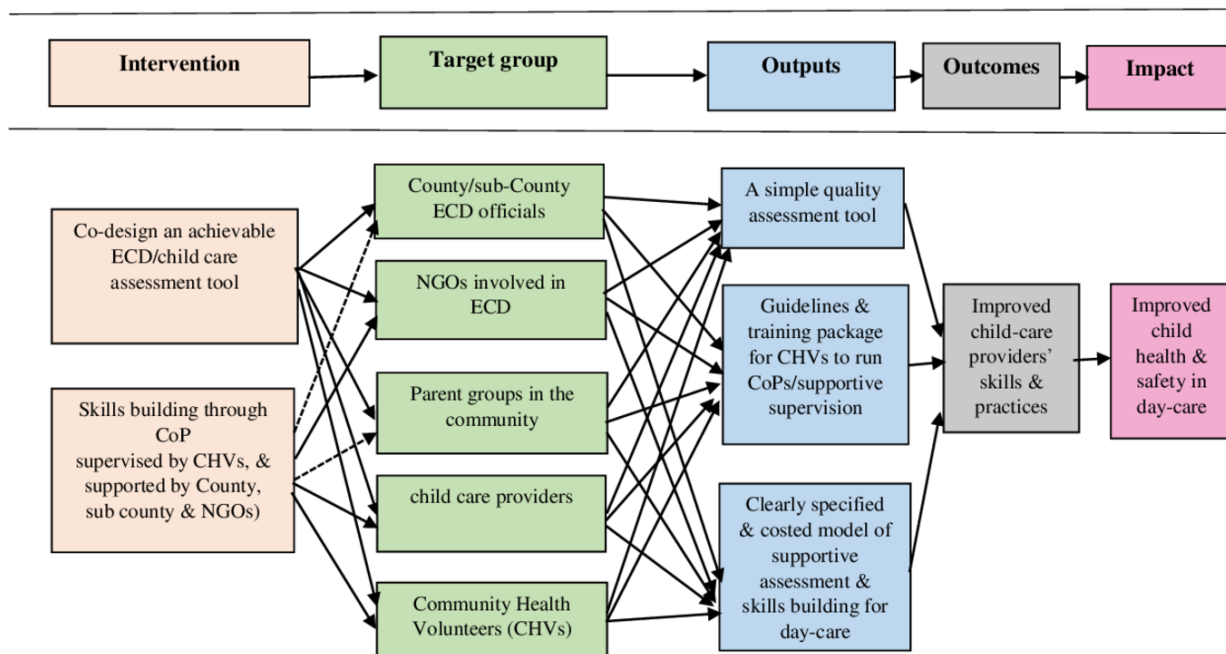 Intervention
Target group
Outputs
Outcomes
Impact
Co-design an achievable
ECD/child care
assessment tool
Skills building through
CoP
supervised by CHVs, &
supported by County,
sub county & NGOs)
County/sub-County
ECD officials
NGOs involved in
ECD
Parent groups in the
community
child care providers
Community Health
Volunteers (CHVs)
A simple quality
assessment tool
Guidelines &
training package
for CHVs to run
CoPs/supportive
supervision
Clearly specified
& costed model of
supportive
assessment &
skills building for
day-care
Improved
child-care
providers’
skills &
practices
Improved
child
health &
safety in
day-care